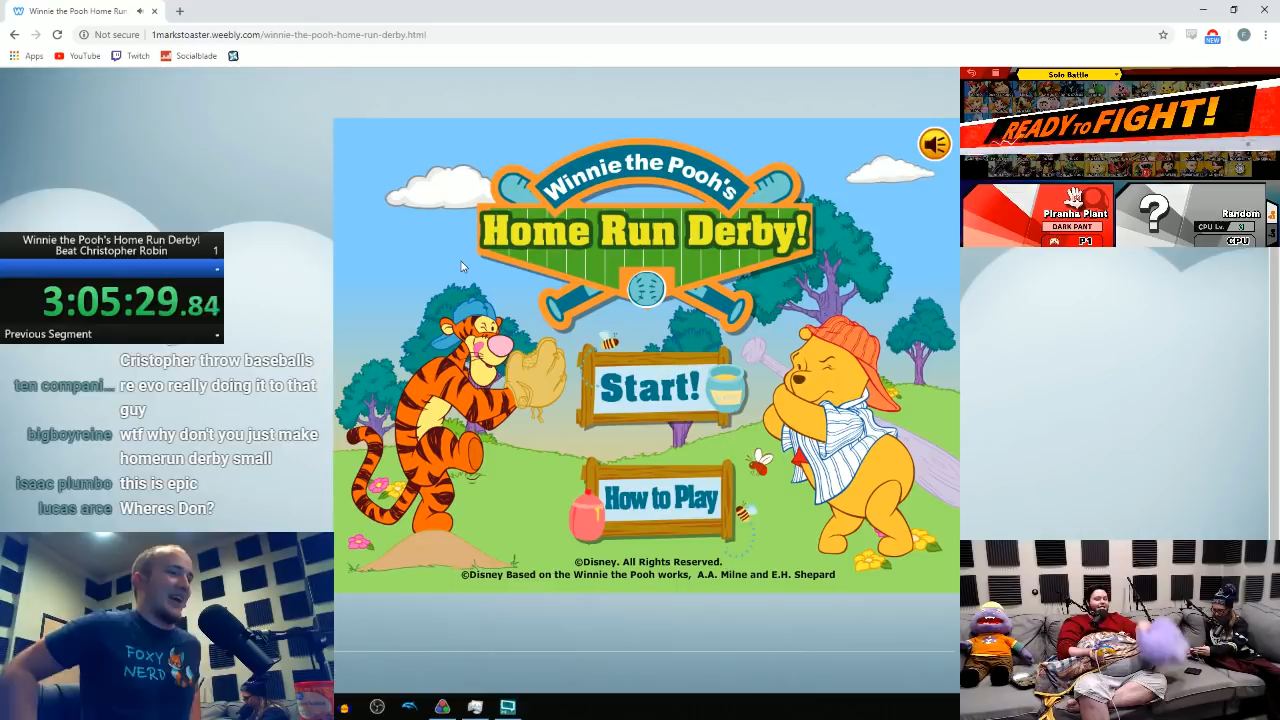 Winnie the Pooh Home Run
Not secure
1markstoaster.weebly.com/winnie-the-pooh-home-run-derby.html
NEW
F
Apps
YouTube
Twitch
Socialblade
Winnie the Pooh's Home Run Derby!
Beat Christopher Robin 1
-
3:05:29.84
Previous Segment -
Cristopher throw baseballs
ten compani... re evo really doing it to that
guy
bigboyreine wtf why don't you just make
homerun derby small
isaac plumbo this is epic
lucas arce Wheres Don?
Winnie the Pooh's
Home Run Derby!
Start!
How to Play
©Disney. All Rights Reserved.
©Disney Based on the Winnie the Pooh works, A.A. Milne and E.H. Shepard
Solo Battle
READY TO FIGHT!
Piranha Plant
DARK PANT
P1
?
Random
CPU Lv.
CPU
FOXY
NERD